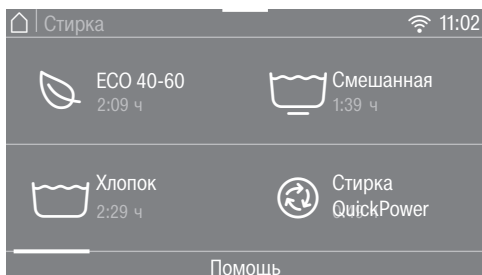 Стирка 11:02
ECO 40-60
2:09 ч
Смешанная
1:39 ч
Хлопок
2:29 ч
Стирка
QuickPower
Помощь